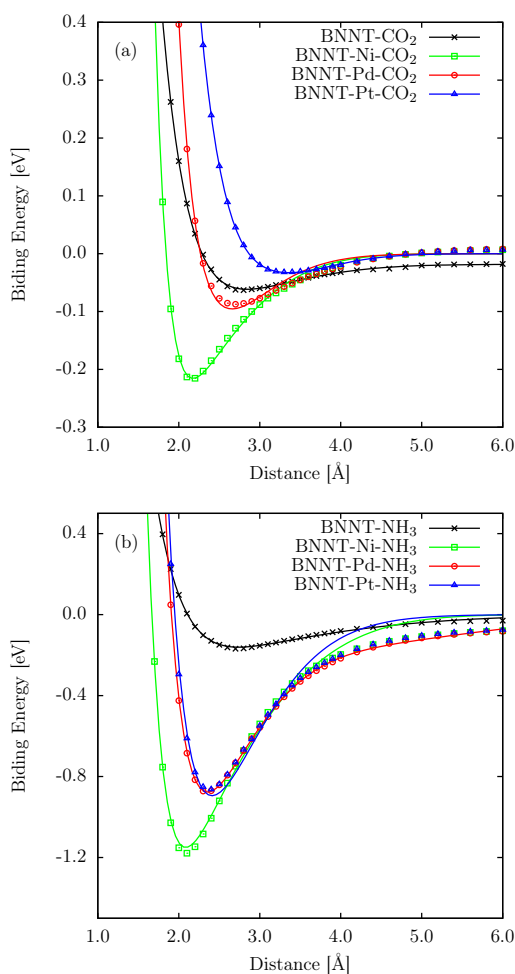 (a)
BNNT-CO₂
BNNT-Ni-CO₂
BNNT-Pd-CO₂
BNNT-Pt-CO₂
0.4
0.3
0.2
0.1
0.0
-0.1
-0.2
-0.3
Biding Energy [eV]
1.0 2.0 3.0 4.0 5.0 6.0
Distance [Å]
(b)
BNNT-NH₃
BNNT-Ni-NH₃
BNNT-Pd-NH₃
BNNT-Pt-NH₃
0.4
0.0
-0.4
-0.8
-1.2
Biding Energy [eV]
1.0 2.0 3.0 4.0 5.0 6.0
Distance [Å]